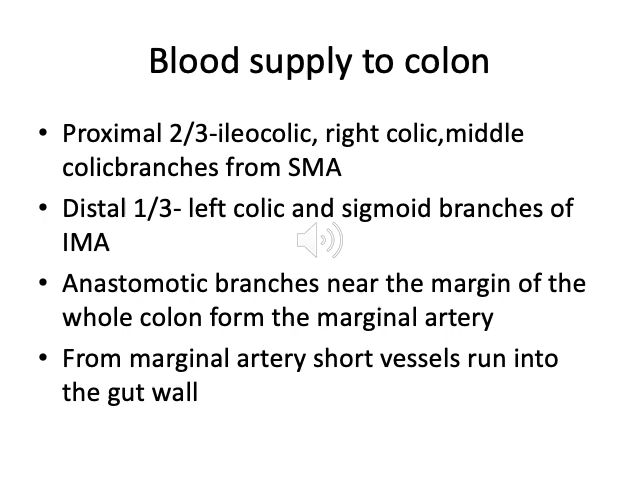 Blood supply to colon
• Proximal 2/3-ileocolic, right colic,middle
colicbranches from SMA
• Distal 1/3- left colic and sigmoid branches of
IMA
• Anastomotic branches near the margin of the
whole colon form the marginal artery
• From marginal artery short vessels run into
the gut wall